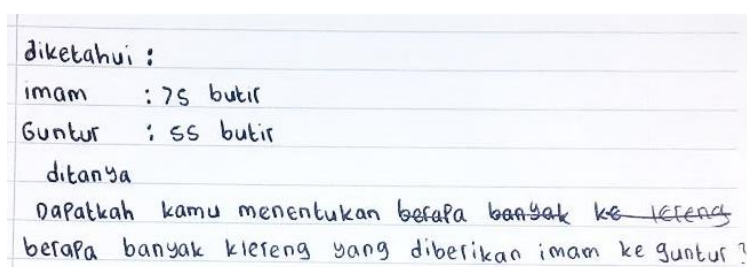 diketahui :
imam : 75 butir
Guntur : 55 butir
ditanya
Dapatkah kamu menentukan berapa banyak ke lereng
berapa banyak klereng yang diberikan imam ke guntur ?